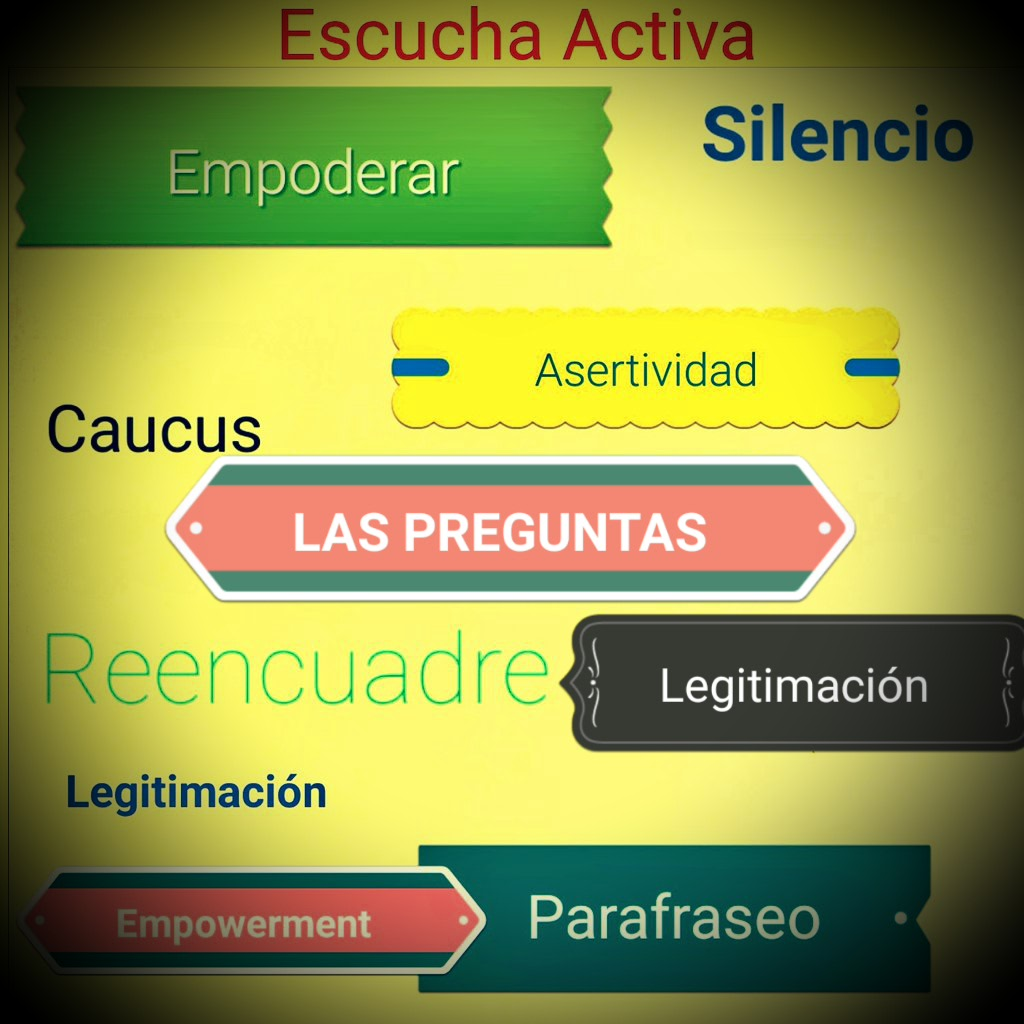 Escucha Activa
Empoderar
Silencio
Asertividad
Caucus
LAS PREGUNTAS
Reencuadre
Legitimación
Legitimación
Empowerment
Parafraseo